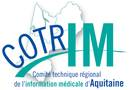 COTRIM
Comité technique régional
de l'information médicale d'Aquitaine